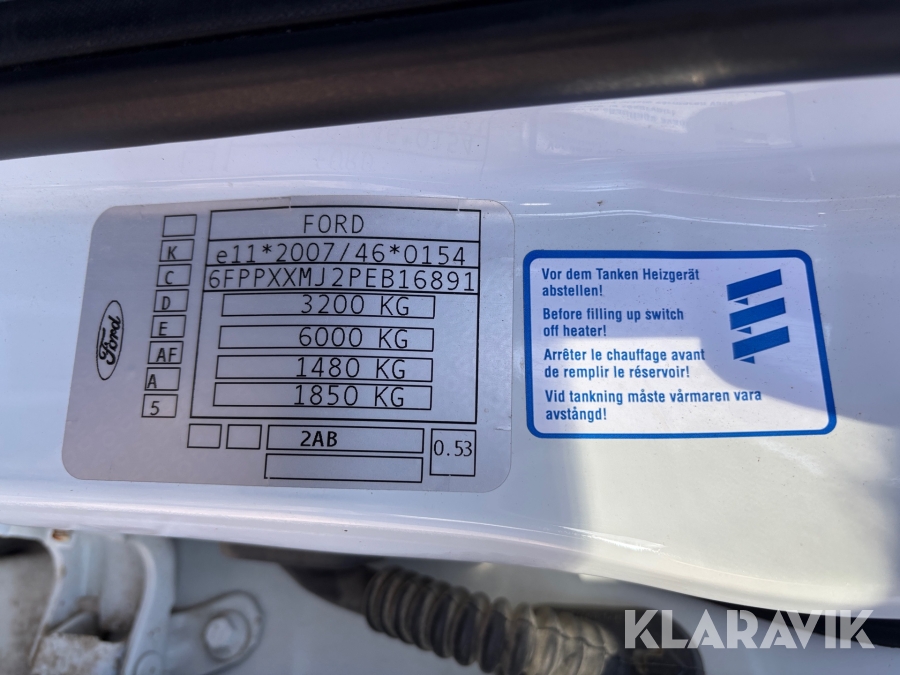 FORD
K
e11*2007/46*0154
C
6FPPXXMJ2PEB16891
D
3200 KG
E
6000 KG
AF
1480 KG
A
1850 KG
5
2AB
0.53
Ford
Vor dem Tanken Heizgerät
abstellen!
Before filling up switch
off heater!
Arrêter le chauffage avant
de remplir le réservoir!
Vid tankning måste vårmaren vara
avstångd!
KLARAVIK